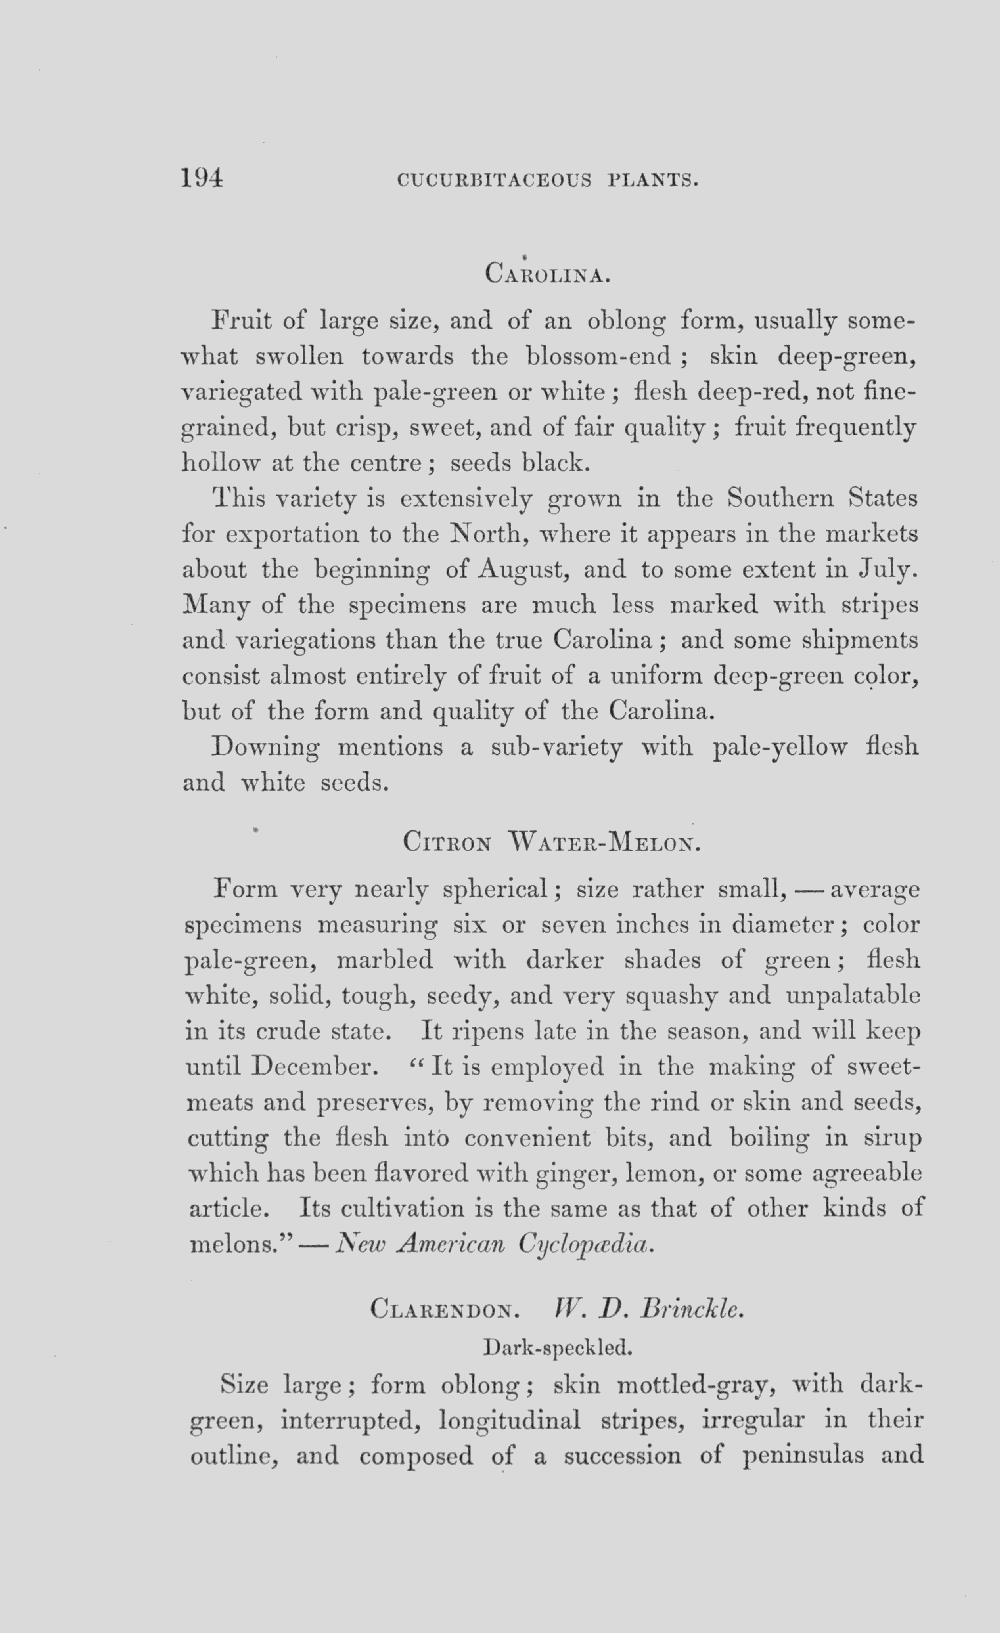 194 CUCURBITACEOUS PLANTS.
CAROLINA.
Fruit of large size, and of an oblong form, usually some-
what swollen towards the blossom-end ; skin deep-green,
variegated with pale-green or white ; flesh deep-red, not fine-
grained, but crisp, sweet, and of fair quality ; fruit frequently
hollow at the centre ; seeds black.
This variety is extensively grown in the Southern States
for exportation to the North, where it appears in the markets
about the beginning of August, and to some extent in July.
Many of the specimens are much less marked with stripes
and variegations than the true Carolina ; and some shipments
consist almost entirely of fruit of a uniform deep-green color,
but of the form and quality of the Carolina.
Downing mentions a sub-variety with pale-yellow flesh
and white seeds.
CITRON WATER-MELON.
Form very nearly spherical ; size rather small, — average
specimens measuring six or seven inches in diameter ; color
pale-green, marbled with darker shades of green ; flesh
white, solid, tough, seedy, and very squashy and unpalatable
in its crude state. It ripens late in the season, and will keep
until December. “ It is employed in the making of sweet-
meats and preserves, by removing the rind or skin and seeds,
cutting the flesh into convenient bits, and boiling in sirup
which has been flavored with ginger, lemon, or some agreeable
article. Its cultivation is the same as that of other kinds of
melons.” — New American Cyclopædia.
CLARENDON. W. D. Brinckle.
Dark-speckled.
Size large ; form oblong ; skin mottled-gray, with dark-
green, interrupted, longitudinal stripes, irregular in their
outline, and composed of a succession of peninsulas and